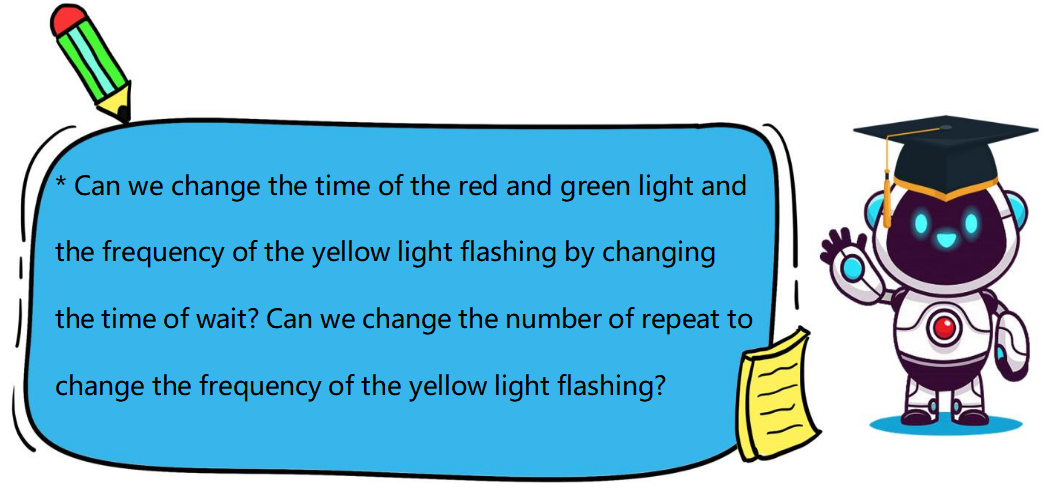 * Can we change the time of the red and green light and
the frequency of the yellow light flashing by changing
the time of wait? Can we change the number of repeat to
change the frequency of the yellow light flashing?